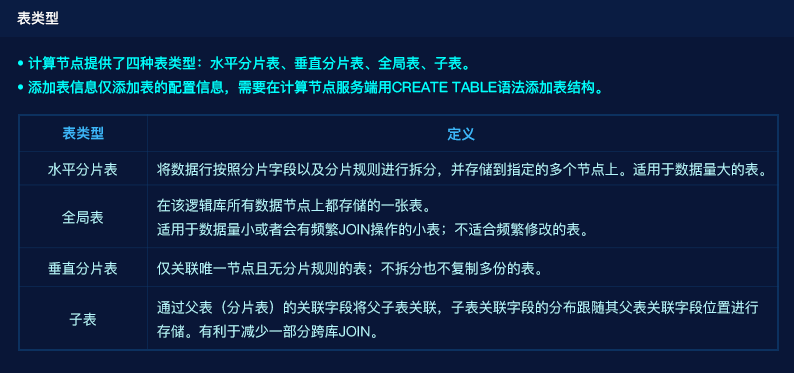 表类型
• 计算节点提供了四种表类型：水平分片表、垂直分片表、全局表、子表。
• 添加表信息仅添加表的配置信息，需要在计算节点服务端用CREATE TABLE语法添加表结构。
表类型 定义
水平分片表 将数据行按照分片字段以及分片规则进行拆分，并存储到指定的多个节点上。适用于数据量大的表。
全局表 在该逻辑库所有数据节点上都存储的一张表。
适用于数据量小或者会有频繁JOIN操作的小表；不适合频繁修改的表。
垂直分片表 仅关联唯一节点且无分片规则的表；不拆分也不复制多份的表。
子表 通过父表（分片表）的关联字段将父子表关联，子表关联字段的分布跟随其父表关联字段位置进行
存储。有利于减少一部分跨库JOIN。